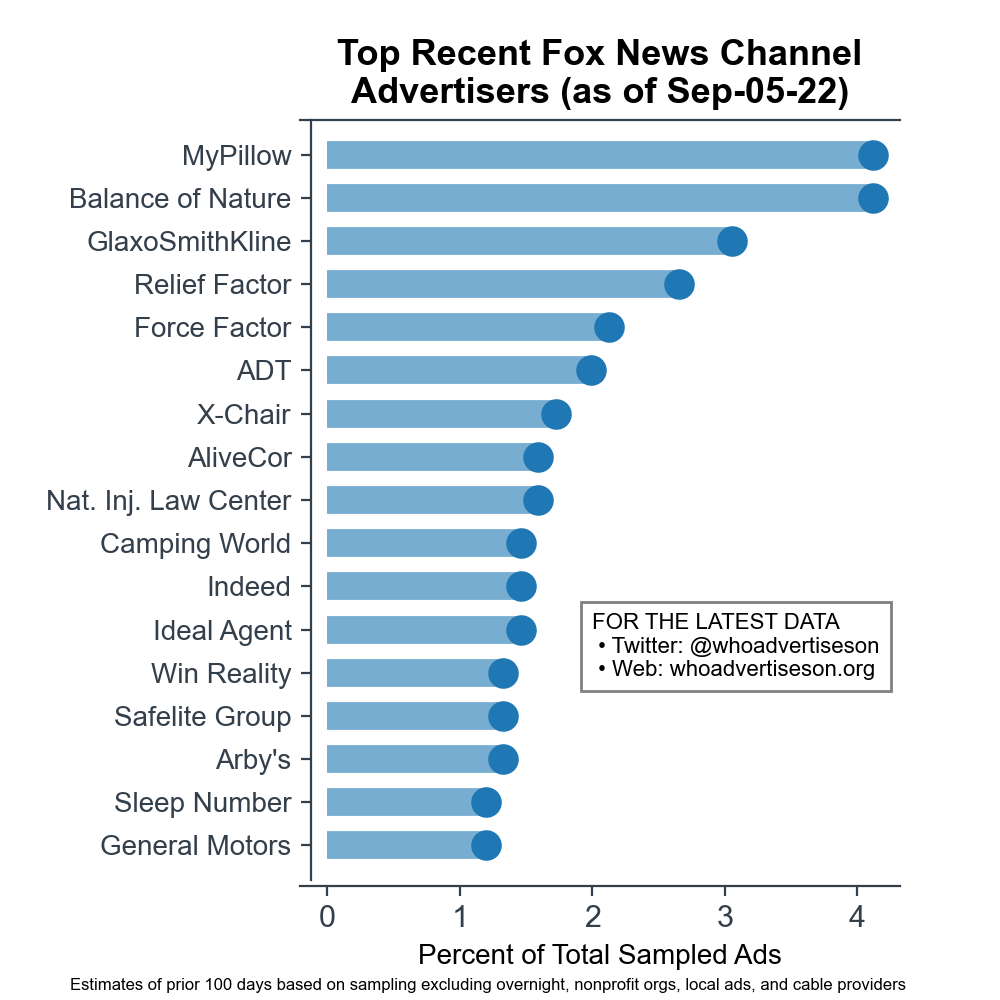 Top Recent Fox News Channel
Advertisers (as of Sep-05-22)
MyPillow
Balance of Nature
GlaxoSmithKline
Relief Factor
Force Factor
ADT
X-Chair
AliveCor
Nat. Inj. Law Center
Camping World
Indeed
Ideal Agent
Win Reality
Safelite Group
Arby's
Sleep Number
General Motors
FOR THE LATEST DATA
• Twitter: @whoadvertiseson
• Web: whoadvertiseson.org
0 1 2 3 4
Percent of Total Sampled Ads
Estimates of prior 100 days based on sampling excluding overnight, nonprofit orgs, local ads, and cable providers